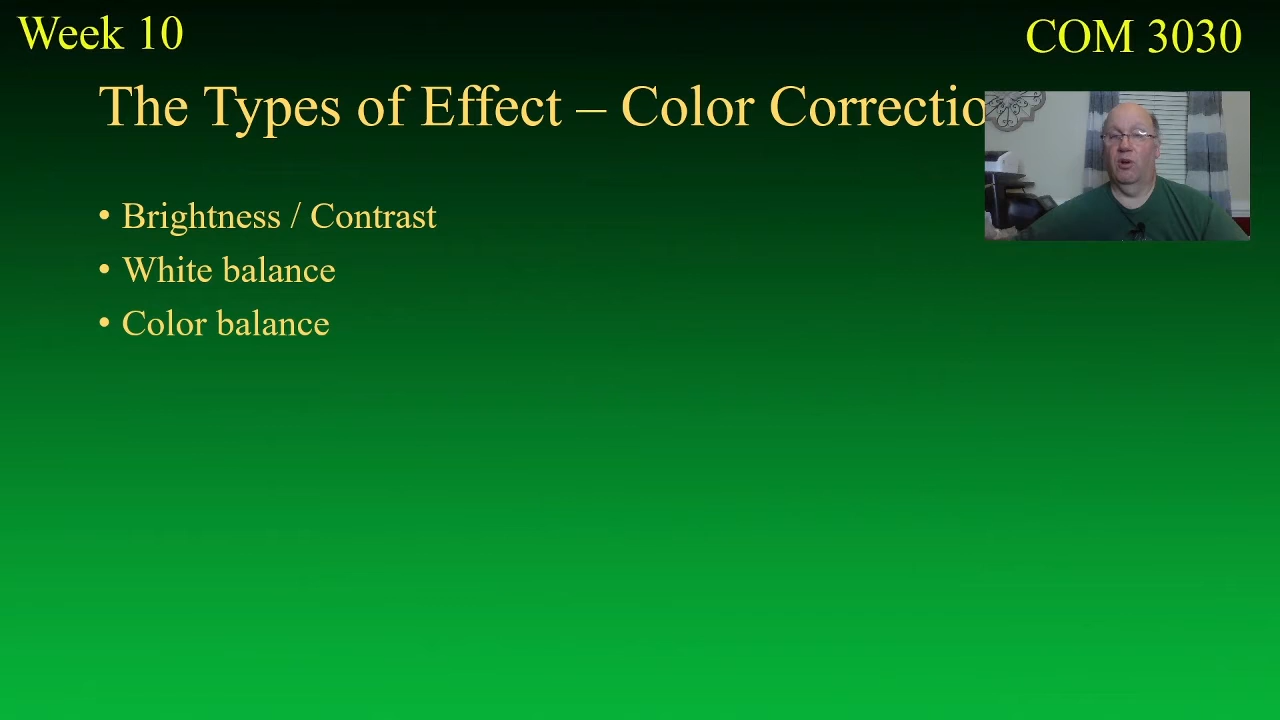 Week 10
COM 3030
The Types of Effect – Color Correctio
• Brightness / Contrast
• White balance
• Color balance